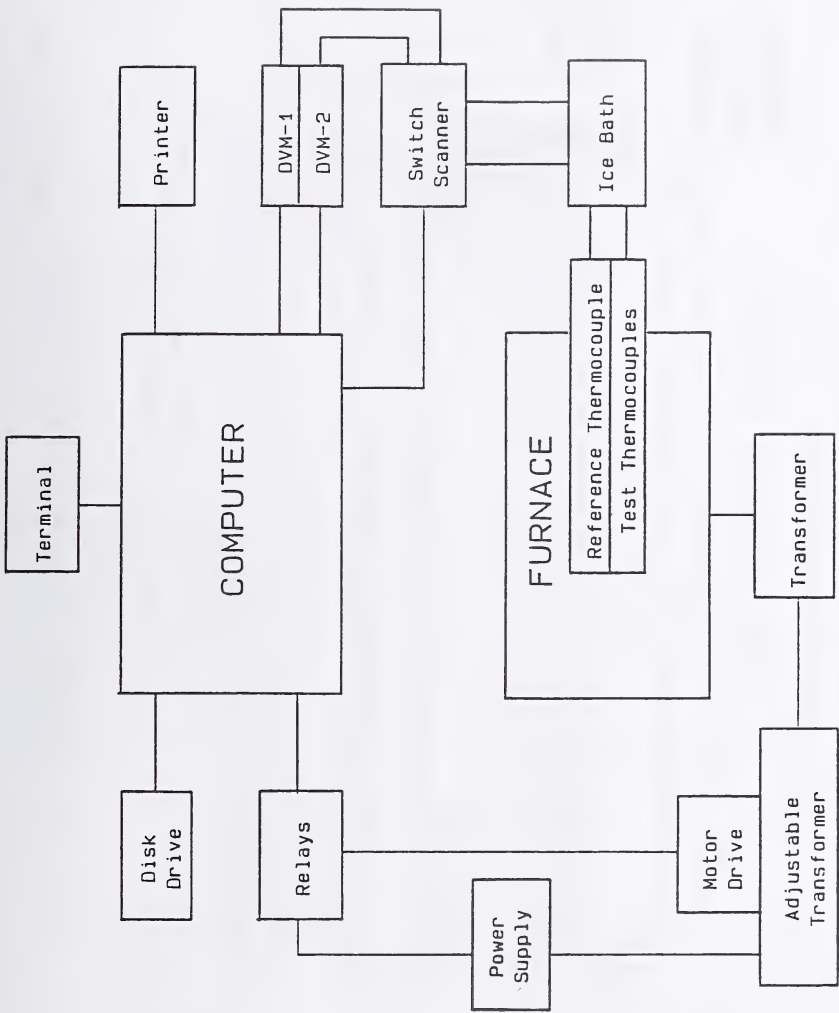 Terminal
Disk
Drive
COMPUTER
Printer
Relays
DVM-1
DVM-2
Switch
Scanner
Power
Supply
FURNACE
Reference Thermocouple
Test Thermocouples
Ice Bath
Motor
Drive
Adjustable
Transformer
Transformer